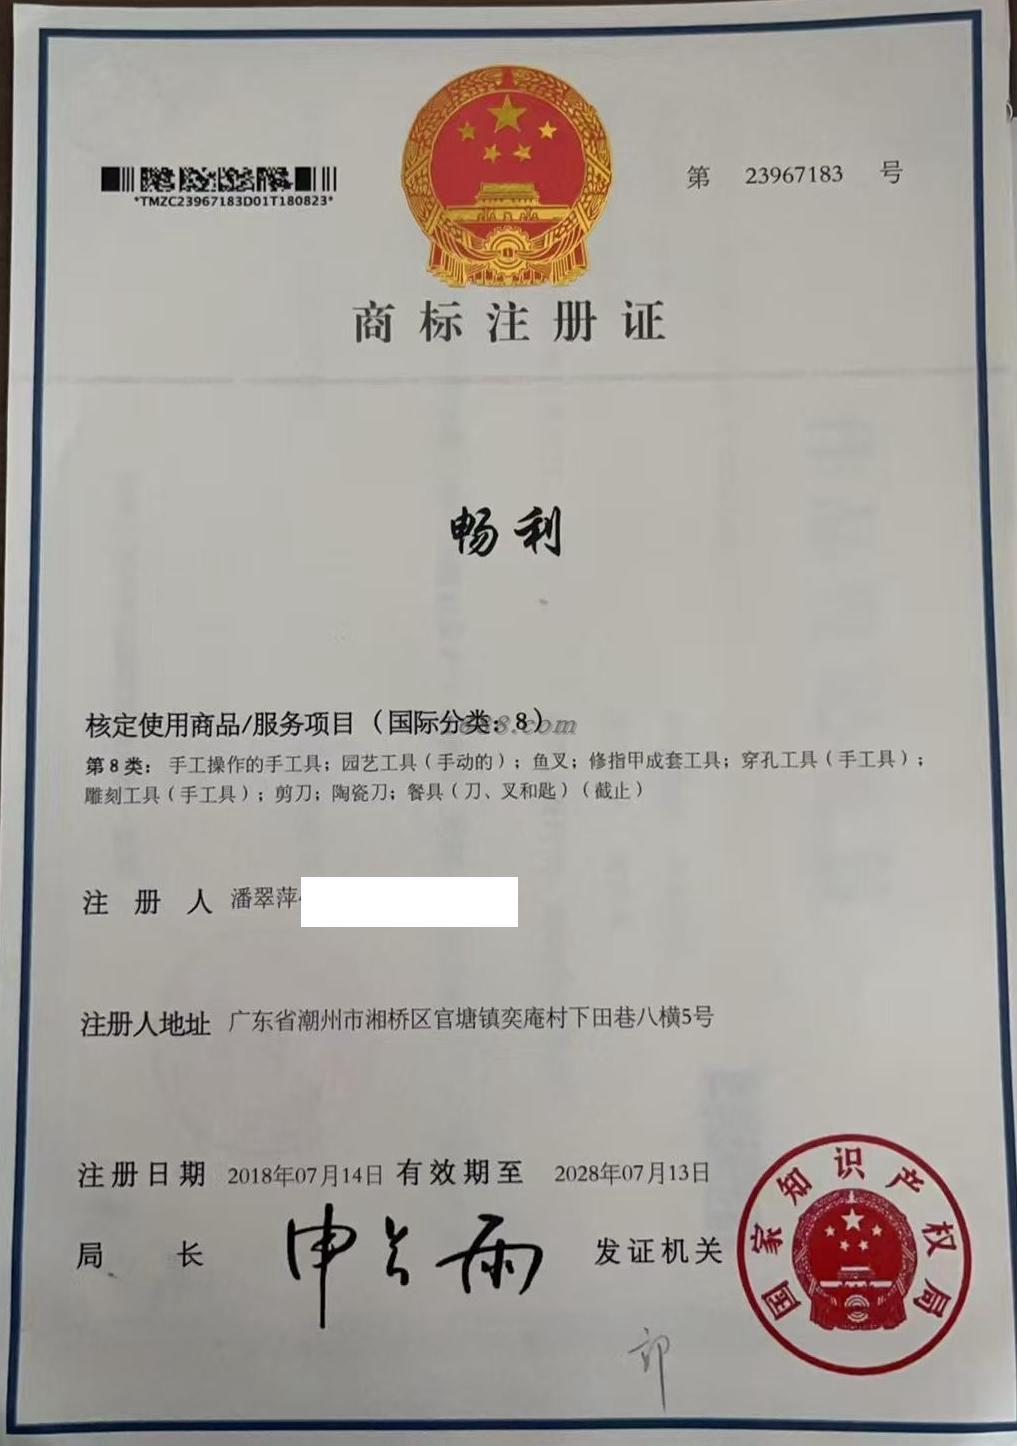 第 23967183 号
*TMZC23967183D01T180823*
商标注册证
畅利
核定使用商品/服务项目（国际分类：8）
1688.com
第8类：手工操作的手工具；园艺工具（手动的）；鱼叉；修指甲成套工具；穿孔工具（手工具）；
雕刻工具（手工具）；剪刀；陶瓷刀；餐具（刀、叉和匙）（截止）
注册人 潘翠萍
注册人地址 广东省潮州市湘桥区官塘镇奕庵村下田巷八横5号
注册日期 2018年07月14日 有效期至 2028年07月13日
局长 申长雨 发证机关
国家知识产权局